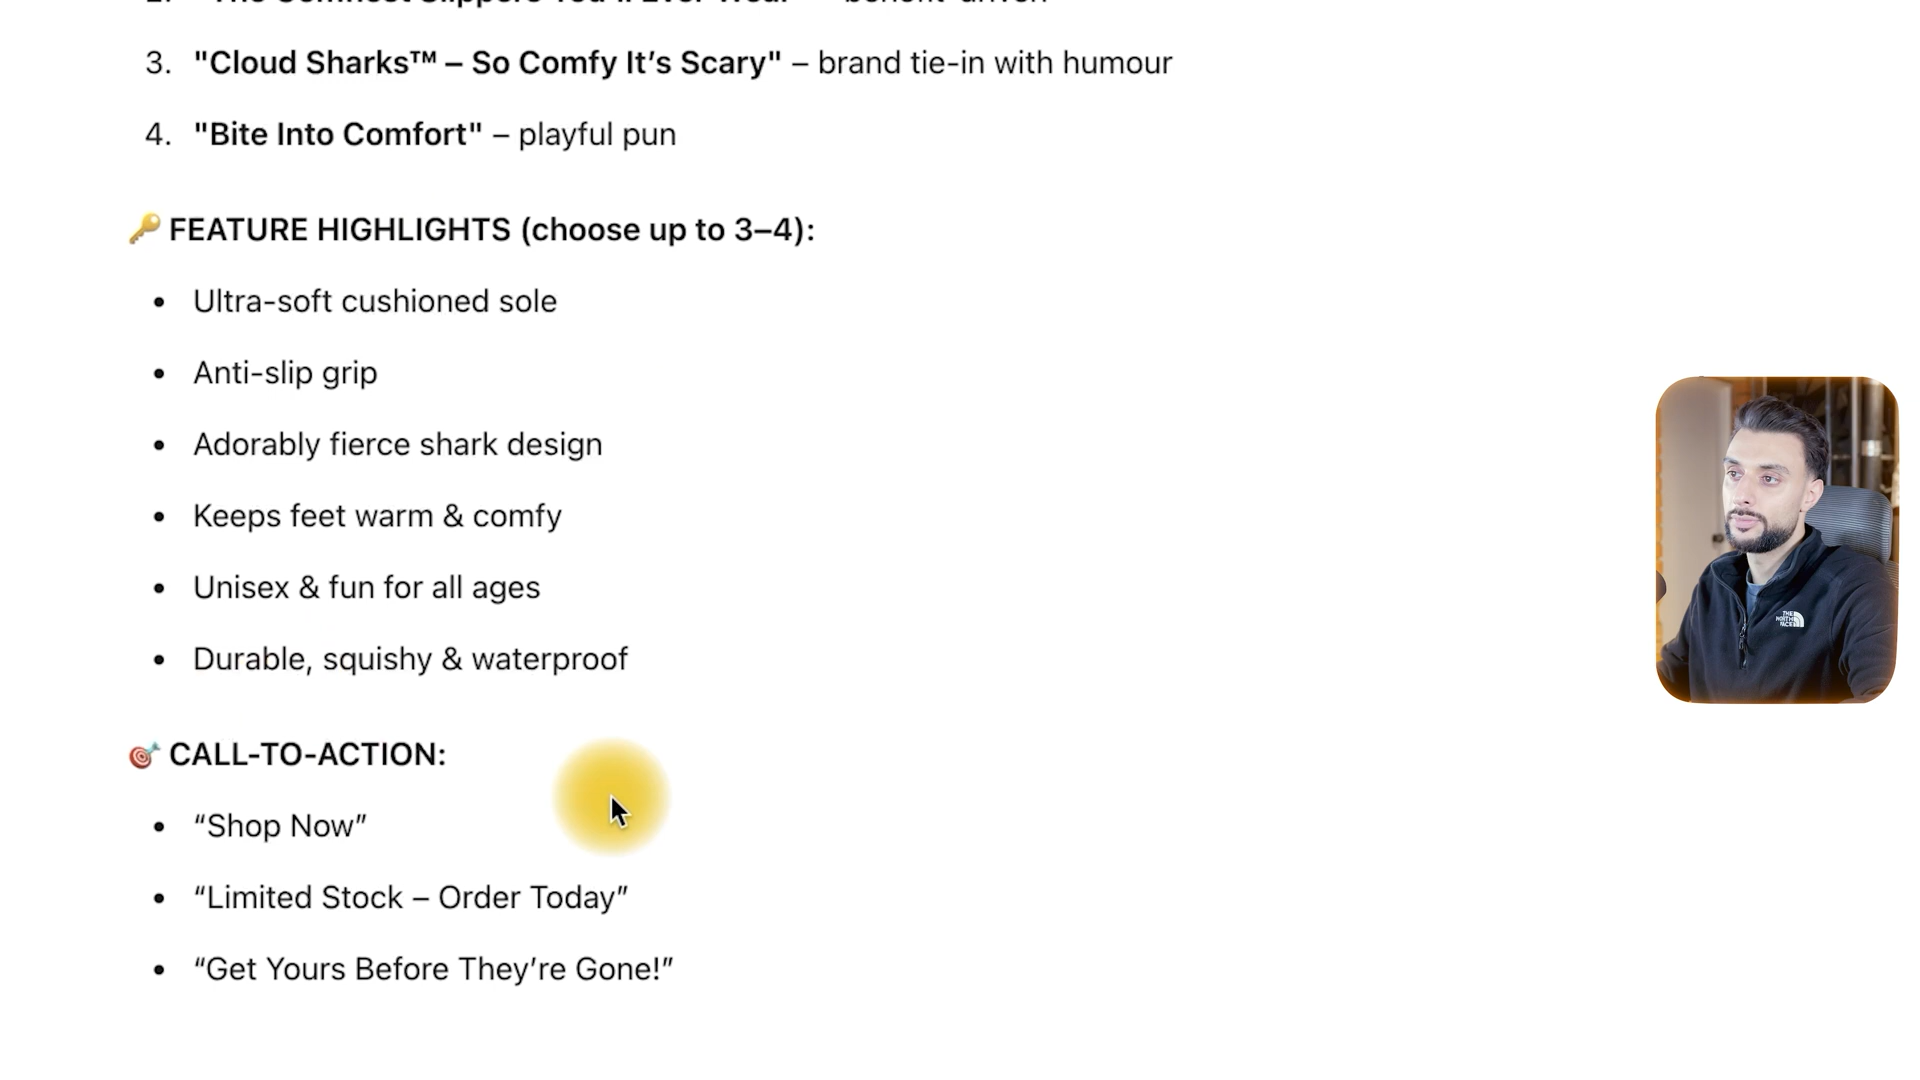 3. "Cloud Sharks™ – So Comfy It’s Scary" – brand tie-in with humour
4. "Bite Into Comfort" – playful pun
🔑 FEATURE HIGHLIGHTS (choose up to 3–4):
• Ultra-soft cushioned sole
• Anti-slip grip
• Adorably fierce shark design
• Keeps feet warm & comfy
• Unisex & fun for all ages
• Durable, squishy & waterproof
THE
NORTH
FACE
🎯 CALL-TO-ACTION:
• “Shop Now”
• “Limited Stock – Order Today”
• “Get Yours Before They’re Gone!”